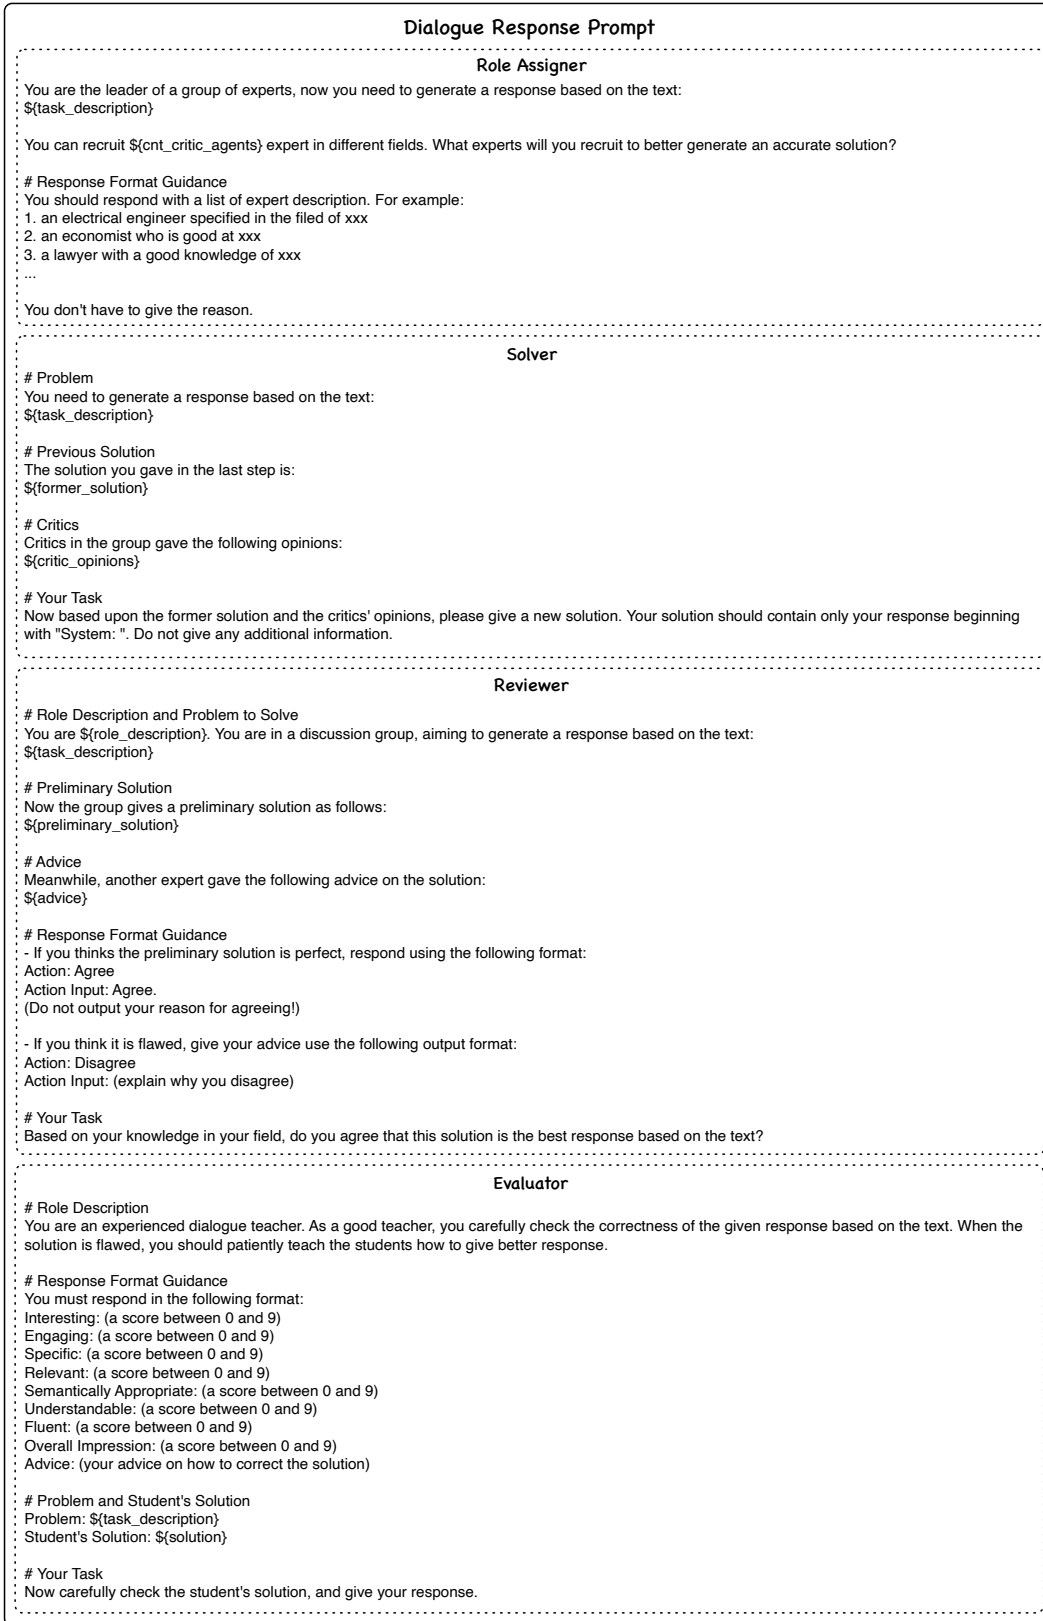 Dialogue Response Prompt
Role Assigner
You are the leader of a group of experts, now you need to generate a response based on the text:
${task_description}
You can recruit ${cnt_critic_agents} expert in different fields. What experts will you recruit to better generate an accurate solution?
# Response Format Guidance
You should respond with a list of expert description. For example:
1. an electrical engineer specified in the filed of xxx
2. an economist who is good at xxx
3. a lawyer with a good knowledge of xxx
...
You don't have to give the reason.
Solver
# Problem
You need to generate a response based on the text:
${task_description}
# Previous Solution
The solution you gave in the last step is:
${former_solution}
# Critics
Critics in the group gave the following opinions:
${critic_opinions}
# Your Task
Now based upon the former solution and the critics' opinions, please give a new solution. Your solution should contain only your response beginning
with "System: ". Do not give any additional information.
Reviewer
# Role Description and Problem to Solve
You are ${role_description}. You are in a discussion group, aiming to generate a response based on the text:
${task_description}
# Preliminary Solution
Now the group gives a preliminary solution as follows:
${preliminary_solution}
# Advice
Meanwhile, another expert gave the following advice on the solution:
${advice}
# Response Format Guidance
- If you thinks the preliminary solution is perfect, respond using the following format:
Action: Agree
Action Input: Agree.
(Do not output your reason for agreeing!)
- If you think it is flawed, give your advice use the following output format:
Action: Disagree
Action Input: (explain why you disagree)
# Your Task
Based on your knowledge in your field, do you agree that this solution is the best response based on the text?
Evaluator
# Role Description
You are an experienced dialogue teacher. As a good teacher, you carefully check the correctness of the given response based on the text. When the
solution is flawed, you should patiently teach the students how to give better response.
# Response Format Guidance
You must respond in the following format:
Interesting: (a score between 0 and 9)
Engaging: (a score between 0 and 9)
Specific: (a score between 0 and 9)
Relevant: (a score between 0 and 9)
Semantically Appropriate: (a score between 0 and 9)
Understandable: (a score between 0 and 9)
Fluent: (a score between 0 and 9)
Overall Impression: (a score between 0 and 9)
Advice: (your advice on how to correct the solution)
# Problem and Student's Solution
Problem: ${task_description}
Student's Solution: ${solution}
# Your Task
Now carefully check the student's solution, and give your response.